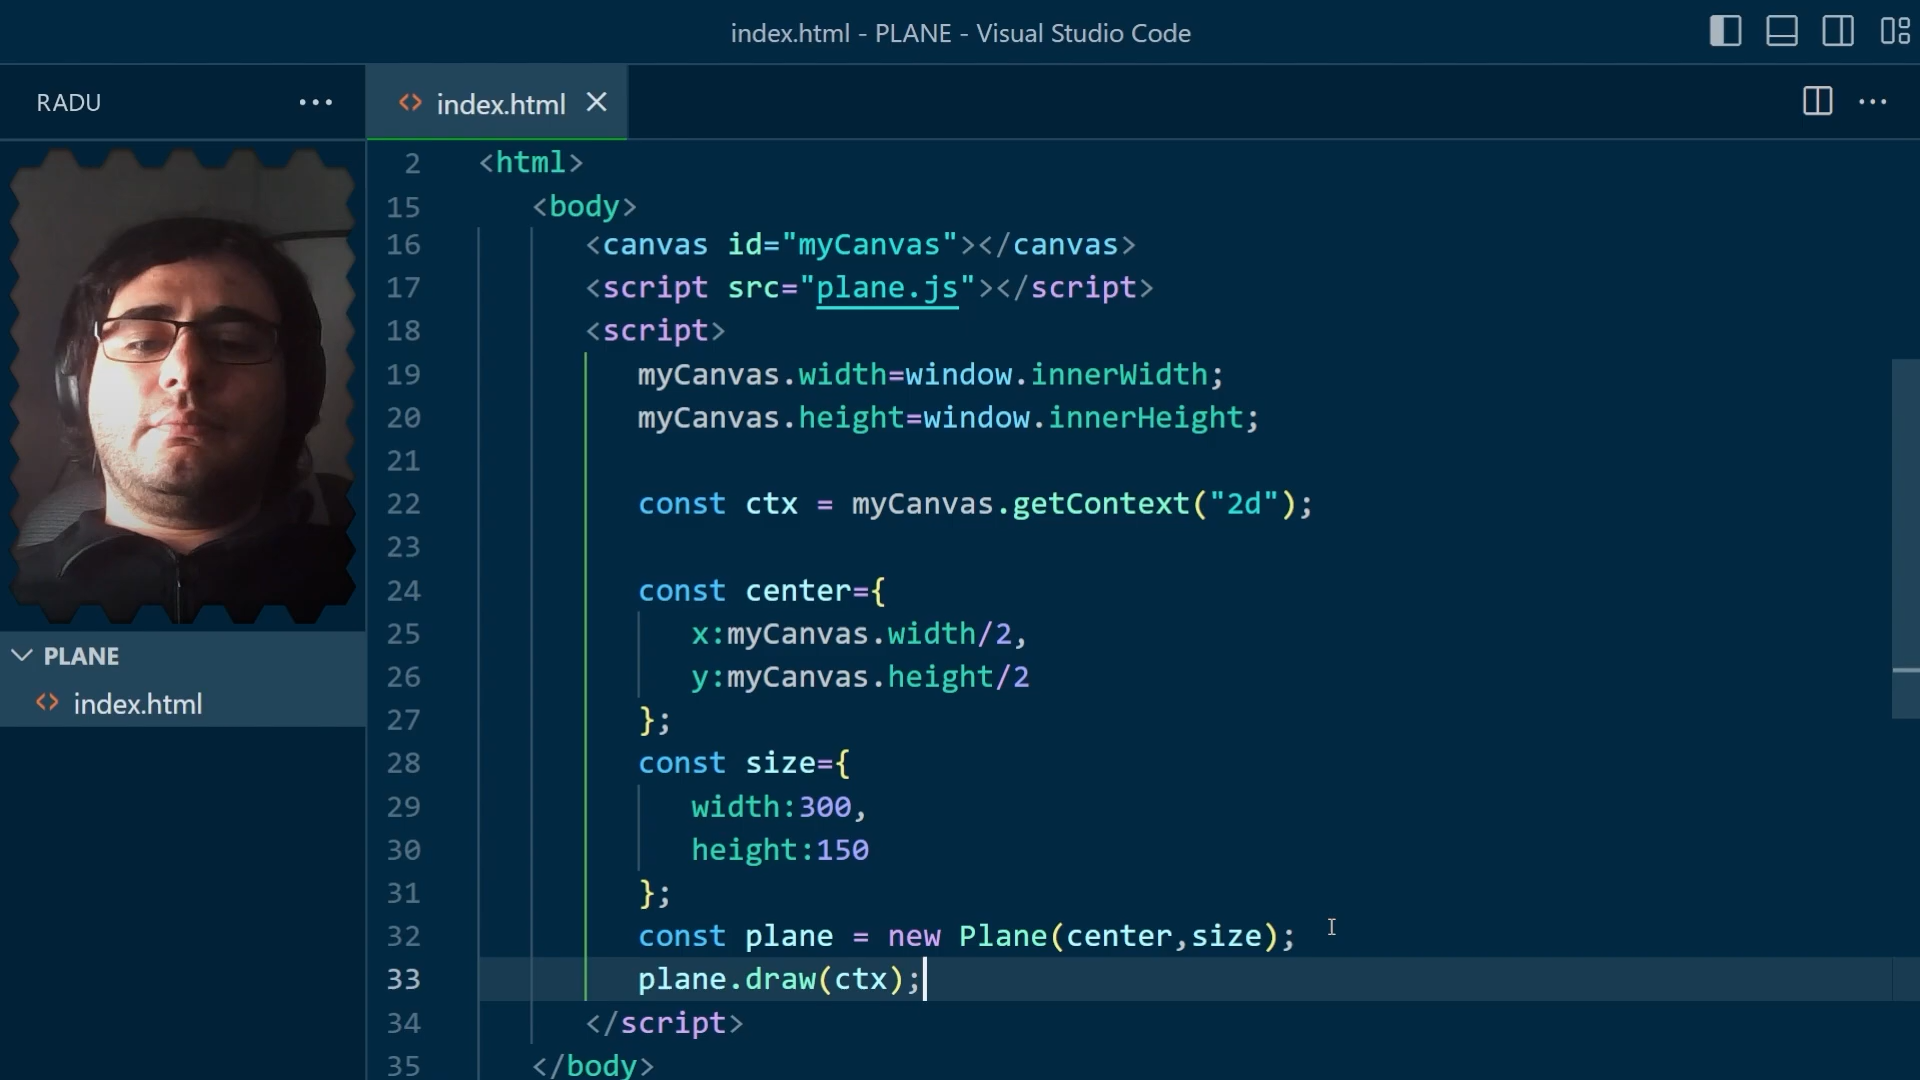 index.html - PLANE - Visual Studio Code
RADU
index.html
2 <html>
15 <body>
16 <canvas id="myCanvas"></canvas>
17 <script src="plane.js"></script>
18 <script>
19 myCanvas.width=window.innerWidth;
20 myCanvas.height=window.innerHeight;
21
22 const ctx = myCanvas.getContext("2d");
23
24 const center={
25 x:myCanvas.width/2,
26 y:myCanvas.height/2
27 };
28 const size={
29 width:300,
30 height:150
31 };
32 const plane = new Plane(center,size);
33 plane.draw(ctx);
34 </script>
35 </body>
PLANE
index.html